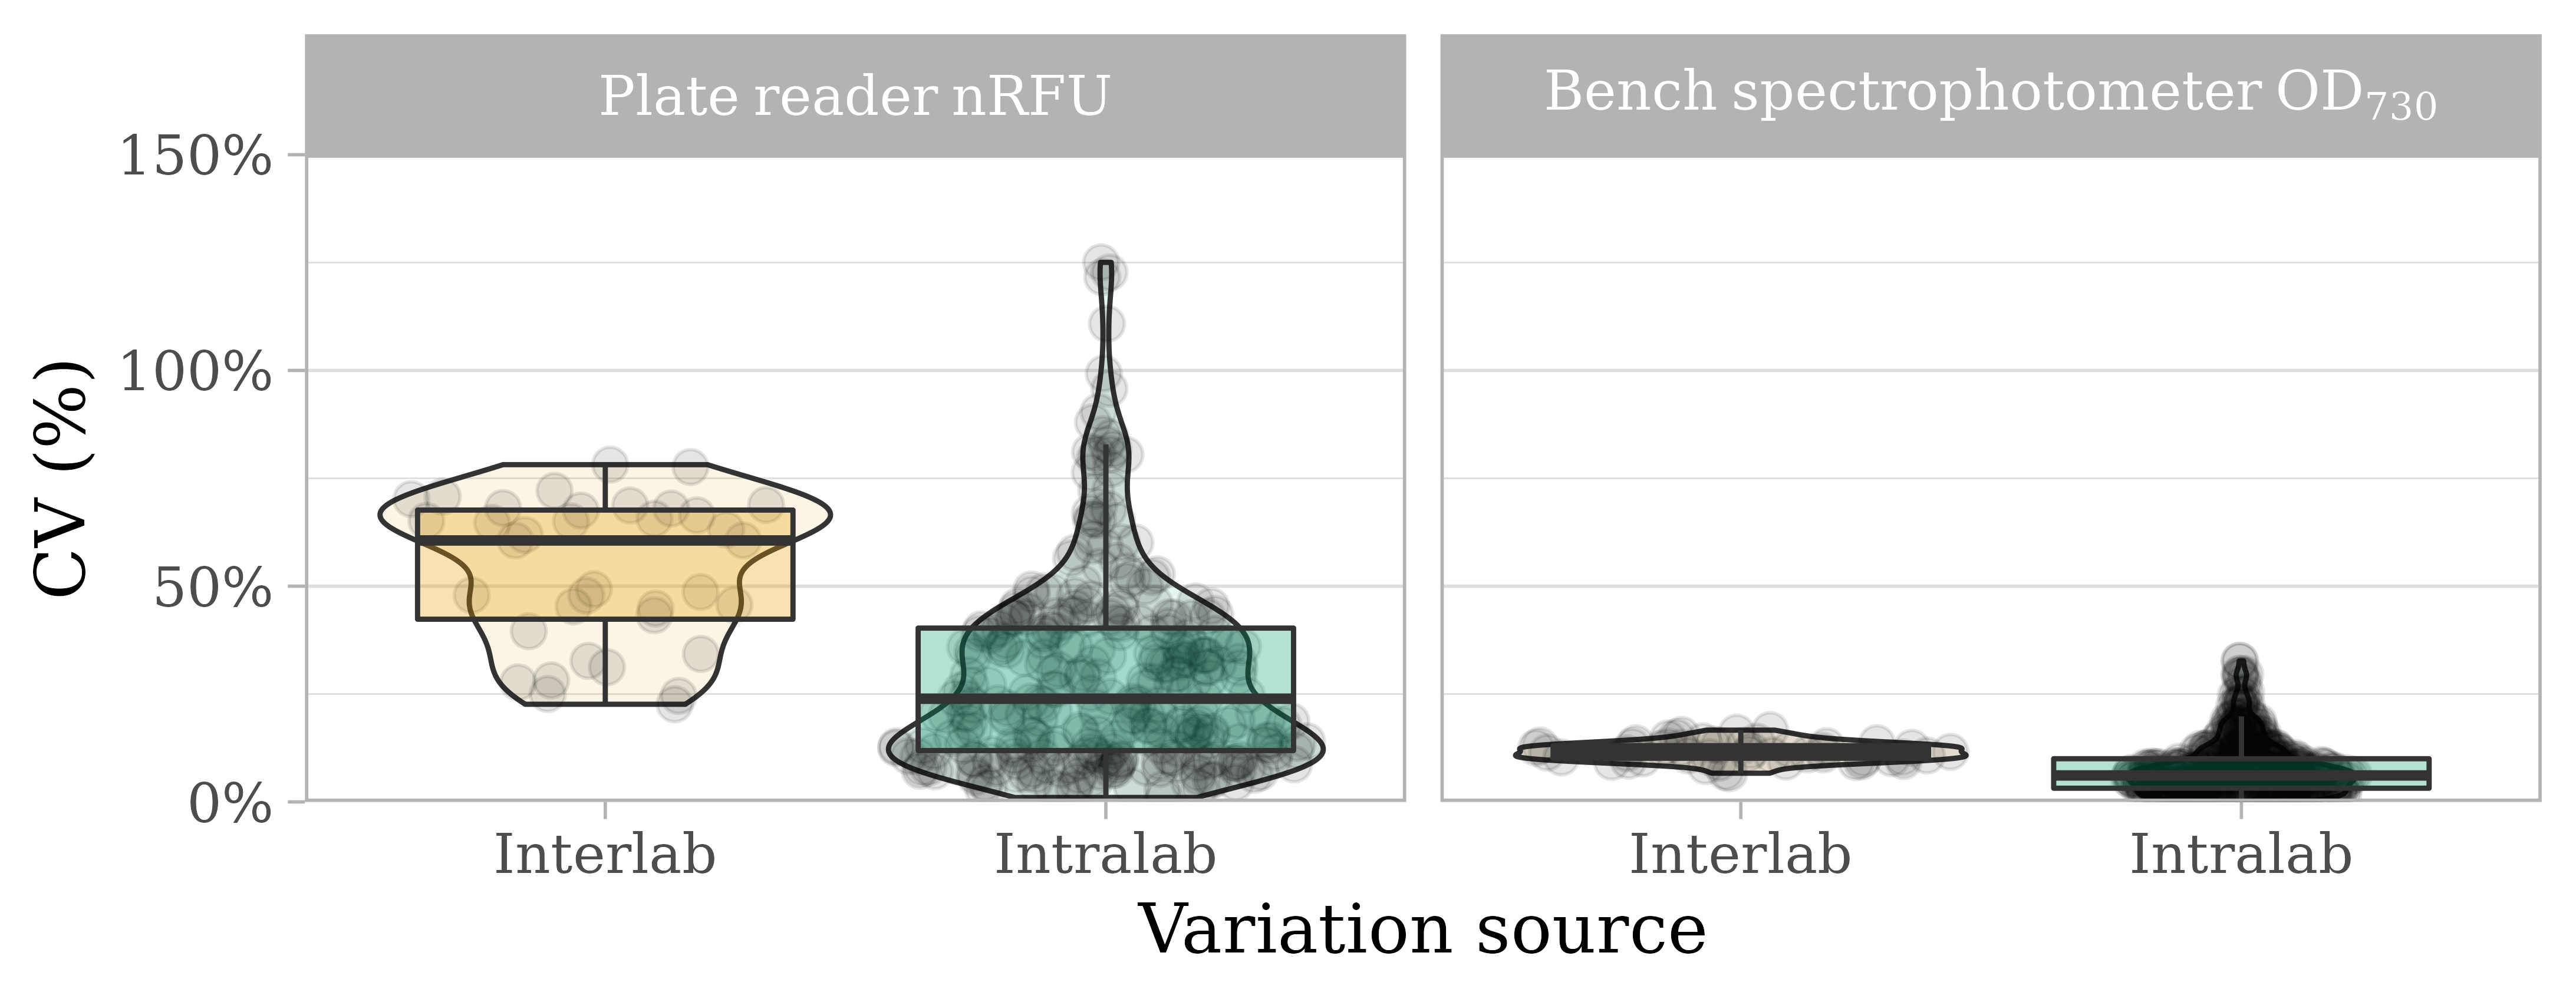 Plate reader nRFU
Bench spectrophotometer OD₇₃₀
150%
100%
50%
0%
CV (%)
Interlab
Intralab
Interlab
Intralab
Variation source